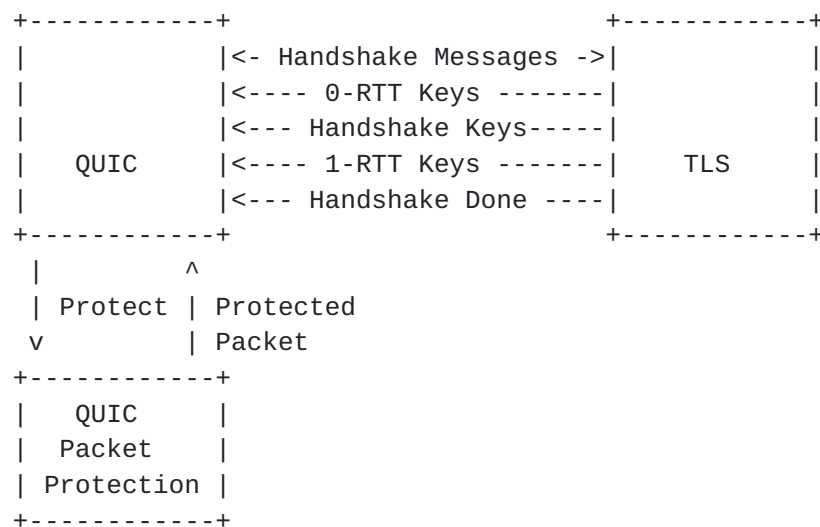 +------------+                        +------------+
|            |<- Handshake Messages ->|            |
|            |<---- 0-RTT Keys -------|            |
|            |<--- Handshake Keys-----|            |
|   QUIC     |<---- 1-RTT Keys -------|    TLS     |
|            |<--- Handshake Done ----|            |
+------------+                        +------------+
 |         ^
 | Protect | Protected
 v         | Packet
+------------+
|   QUIC     |
|  Packet    |
| Protection |
+------------+